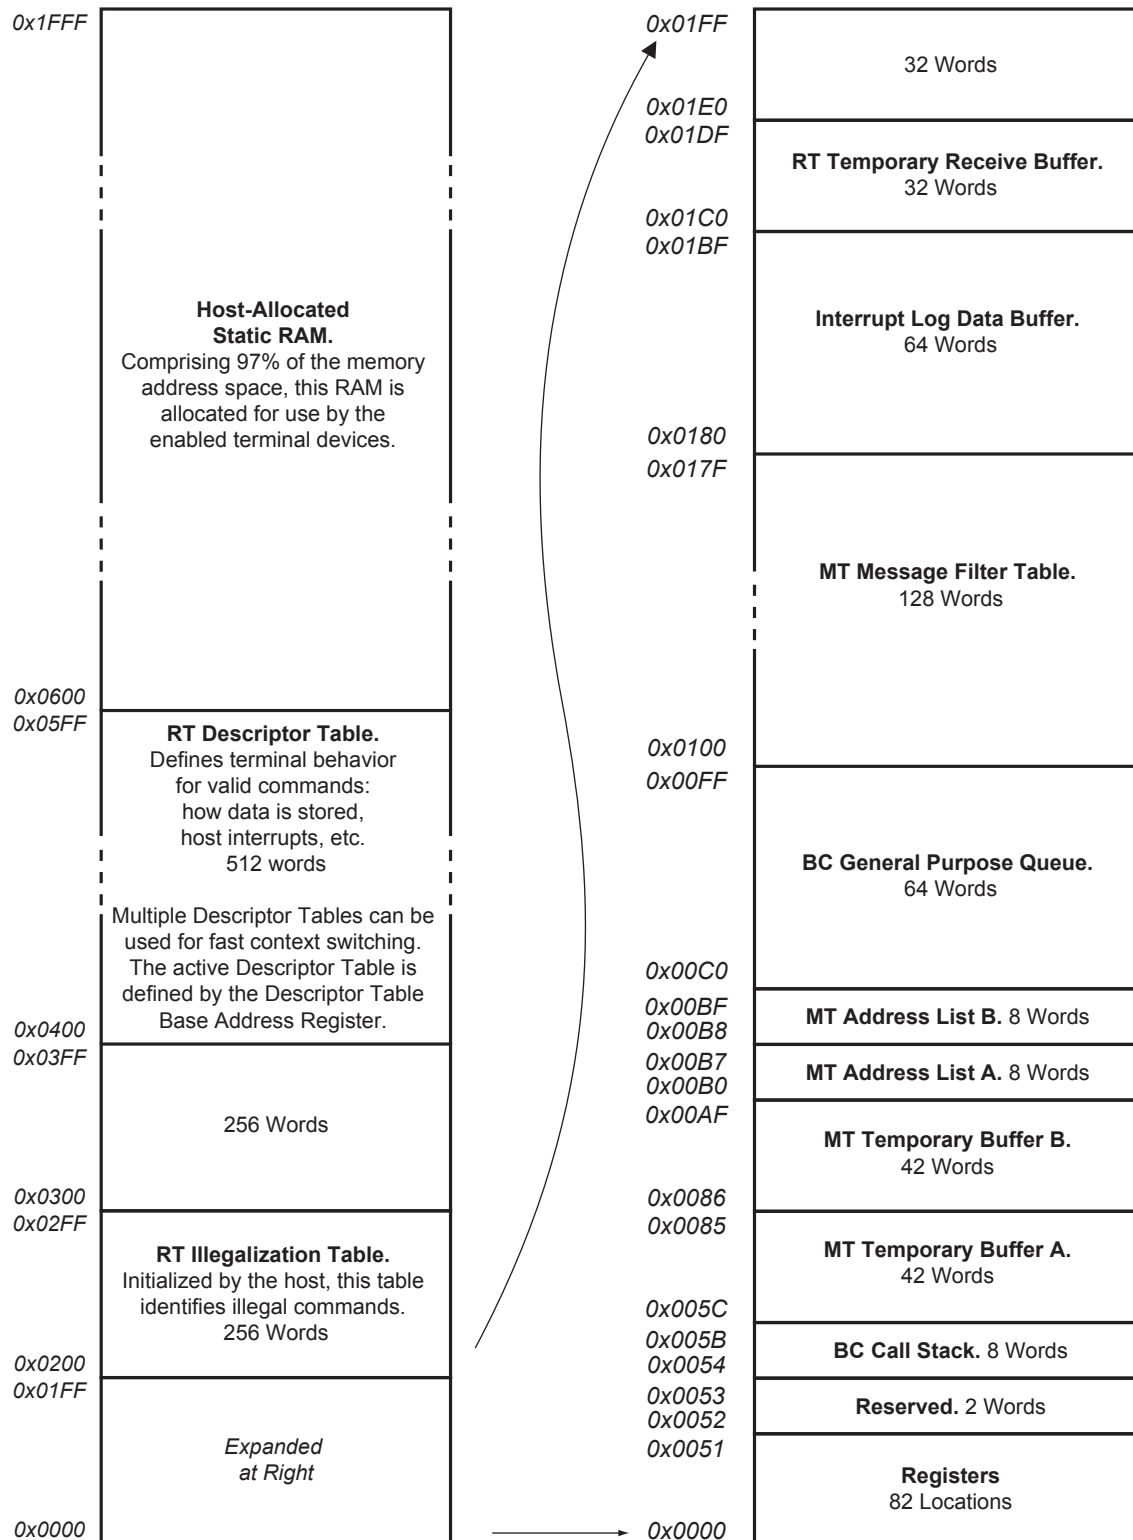 0x1FFF
Host-Allocated
Static RAM.
Comprising 97% of the memory
address space, this RAM is
allocated for use by the
enabled terminal devices.
0x0600
0x05FF
RT Descriptor Table.
Defines terminal behavior
for valid commands:
how data is stored,
host interrupts, etc.
512 words
Multiple Descriptor Tables can be
used for fast context switching.
The active Descriptor Table is
defined by the Descriptor Table
Base Address Register.
0x0400
0x03FF
256 Words
0x0300
0x02FF
RT Illegalization Table.
Initialized by the host, this table
identifies illegal commands.
256 Words
0x0200
0x01FF
Expanded
at Right
0x0000
0x01FF
32 Words
0x01E0
0x01DF
RT Temporary Receive Buffer.
32 Words
0x01C0
0x01BF
Interrupt Log Data Buffer.
64 Words
0x0180
0x017F
MT Message Filter Table.
128 Words
0x0100
0x00FF
BC General Purpose Queue.
64 Words
0x00C0
0x00BF
MT Address List B. 8 Words
0x00B8
0x00B7
MT Address List A. 8 Words
0x00B0
0x00AF
MT Temporary Buffer B.
42 Words
0x0086
0x0085
MT Temporary Buffer A.
42 Words
0x005C
0x005B
BC Call Stack. 8 Words
0x0054
0x0053
Reserved. 2 Words
0x0052
0x0051
Registers
82 Locations
0x0000